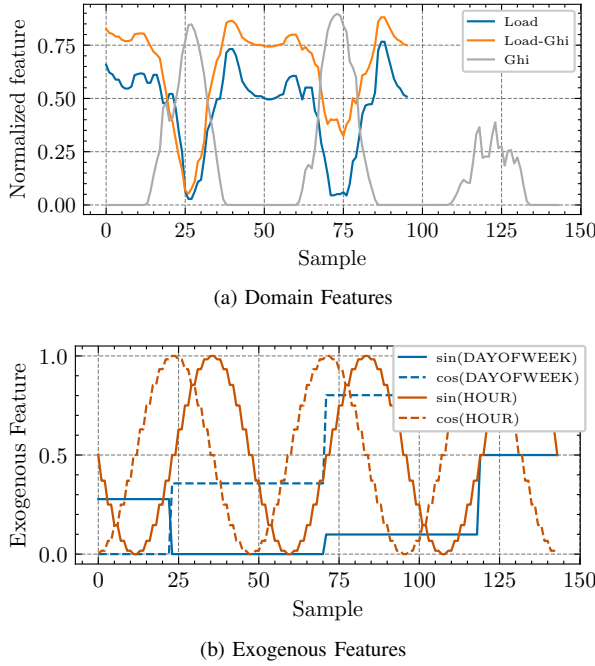 Normalized feature
0.75
0.50
0.25
0.00
Load
Load-Ghi
Ghi
0
25
50
75
100
125
150
Sample
(a) Domain Features
Exogenous Feature
1.0
0.5
0.0
sin(DAYOFWEEK)
cos(DAYOFWEEK)
sin(HOUR)
cos(HOUR)
0
25
50
75
100
125
150
Sample
(b) Exogenous Features